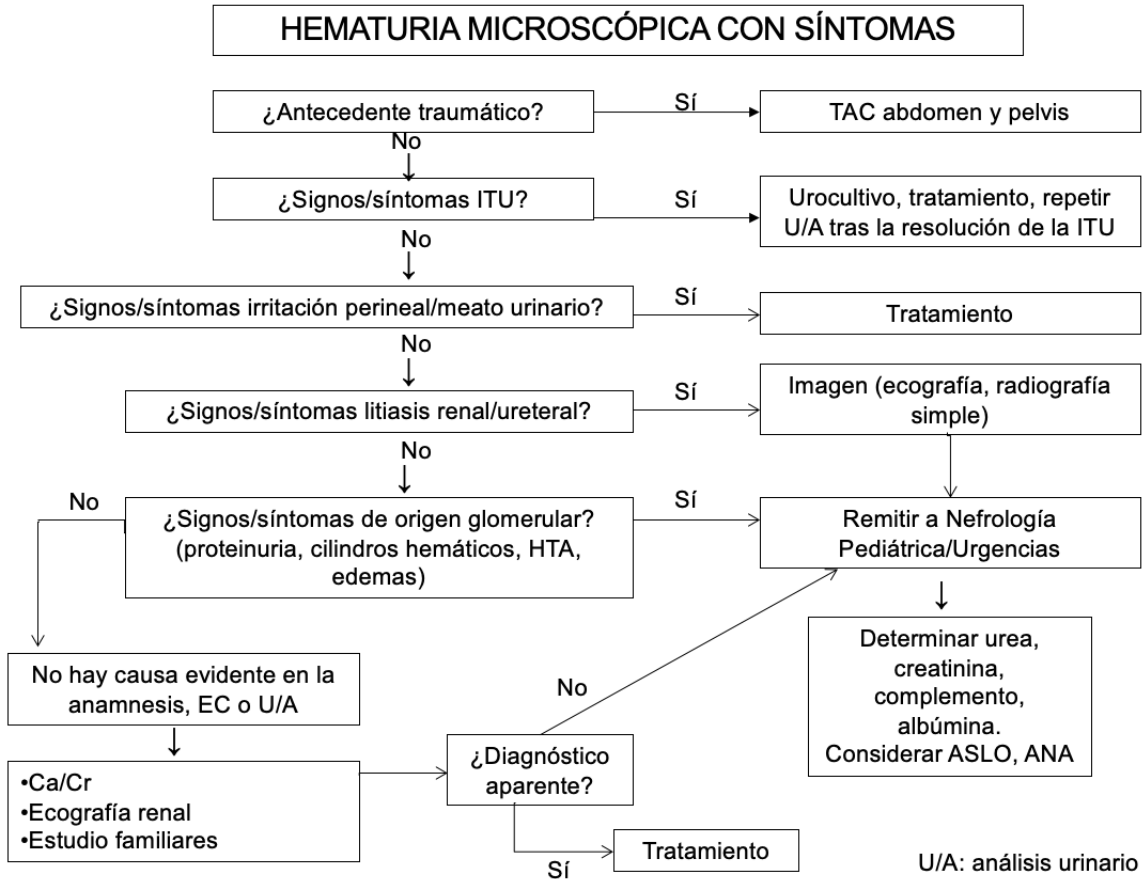 HEMATURIA MICROSCÓPICA CON SÍNTOMAS
¿Antecedente traumático?
Sí
TAC abdomen y pelvis
No
¿Signos/síntomas ITU?
Sí
Urocultivo, tratamiento, repetir
U/A tras la resolución de la ITU
No
¿Signos/síntomas irritación perineal/meato urinario?
Sí
Tratamiento
No
¿Signos/síntomas litiasis renal/ureteral?
Sí
Imagen (ecografía, radiografía
simple)
No
No
¿Signos/síntomas de origen glomerular?
(proteinuria, cilindros hemáticos, HTA,
edemas)
Sí
Remitir a Nefrología
Pediátrica/Urgencias
Determinar urea,
creatinina,
complemento,
albúmina.
Considerar ASLO, ANA
No hay causa evidente en la
anamnesis, EC o U/A
•Ca/Cr
•Ecografía renal
•Estudio familiares
¿Diagnóstico
aparente?
No
Sí
Tratamiento
U/A: análisis urinario